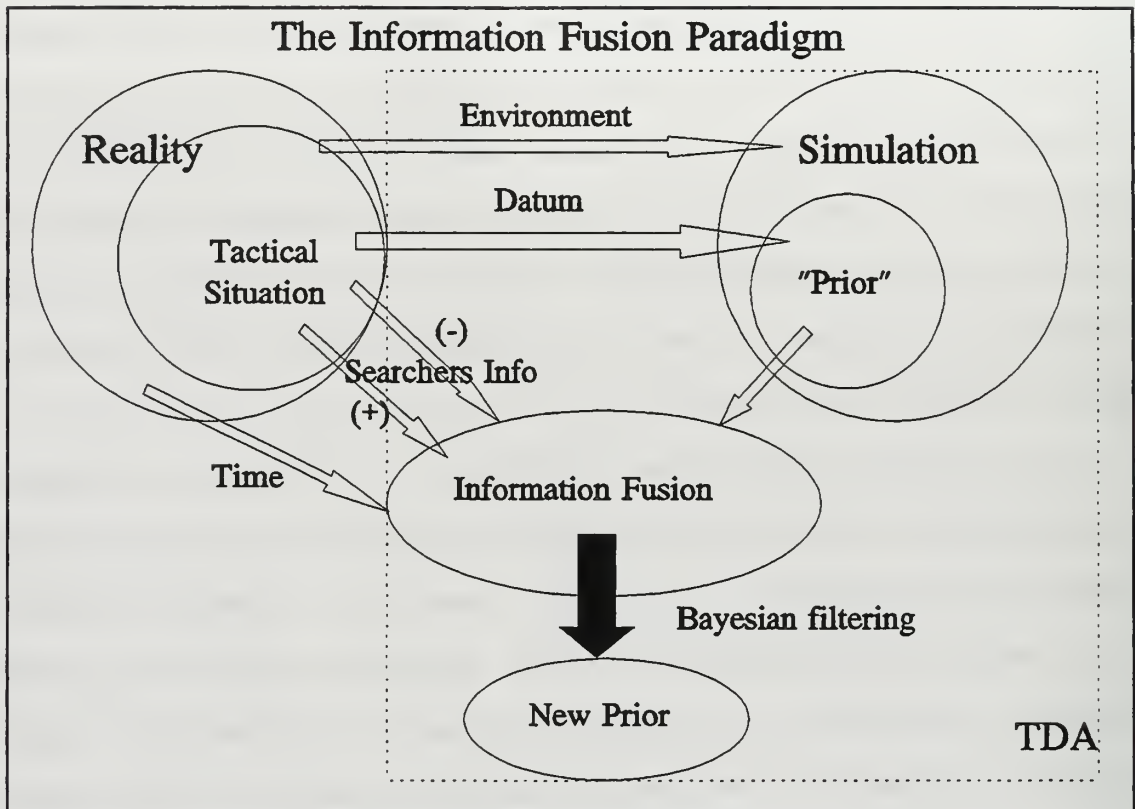 The Information Fusion Paradigm
Environment
Reality
Simulation
Datum
Tactical
Situation
"Prior"
(-)
Searchers Info
(+)
Time
Information Fusion
Bayesian filtering
New Prior
TDA